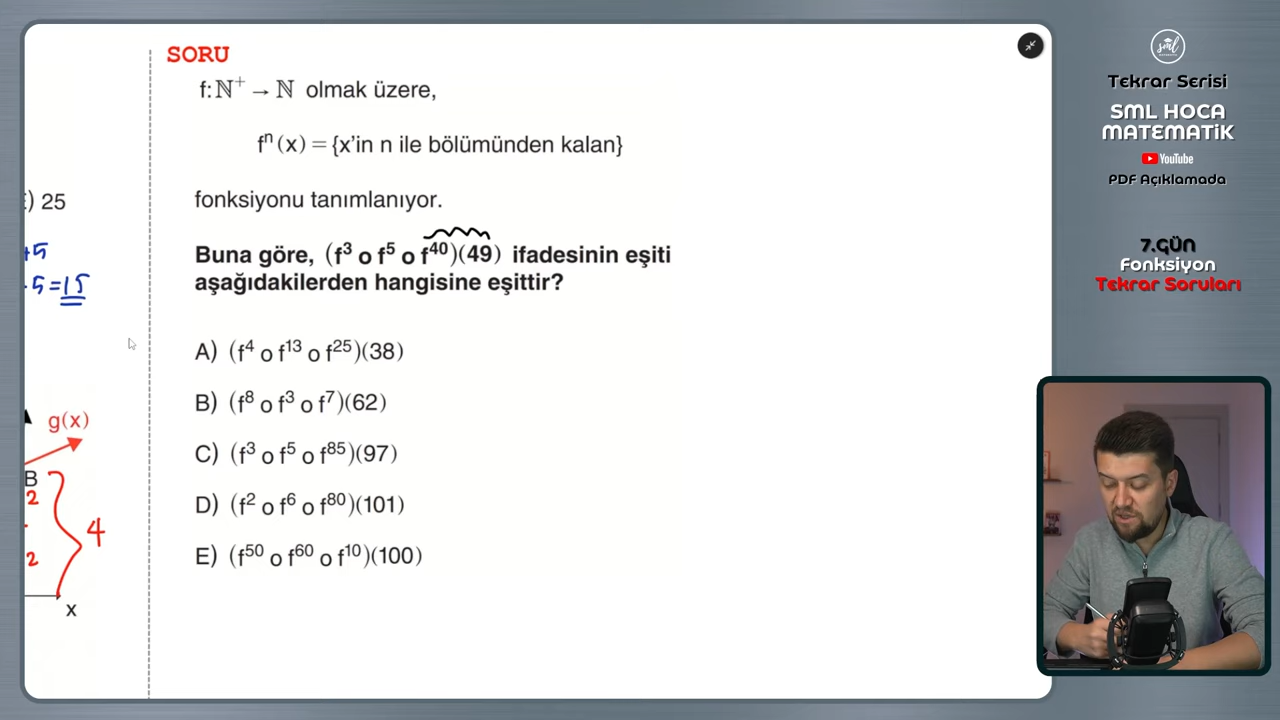 SORU
f: ℕ⁺ → ℕ olmak üzere,
fⁿ(x) = {x’in n ile bölümünden kalan}
fonksiyonu tanımlanıyor.
Buna göre, (f³ o f⁵ o f⁴⁰)(49) ifadesinin eşiti
aşağıdakilerden hangisine eşittir?
A) (f⁴ o f¹³ o f²⁵)(38)
B) (f⁸ o f³ o f⁷)(62)
C) (f³ o f⁵ o f⁸⁵)(97)
D) (f² o f⁶ o f⁸⁰)(101)
E) (f⁵⁰ o f⁶⁰ o f¹⁰)(100)
) 25
+5
5=15
g(x)
B
2
4
2
x
sml
Tekrar Serisi
SML HOCA
MATEMATİK
YouTube
PDF Açıklamada
7.GÜN
Fonksiyon
Tekrar Soruları